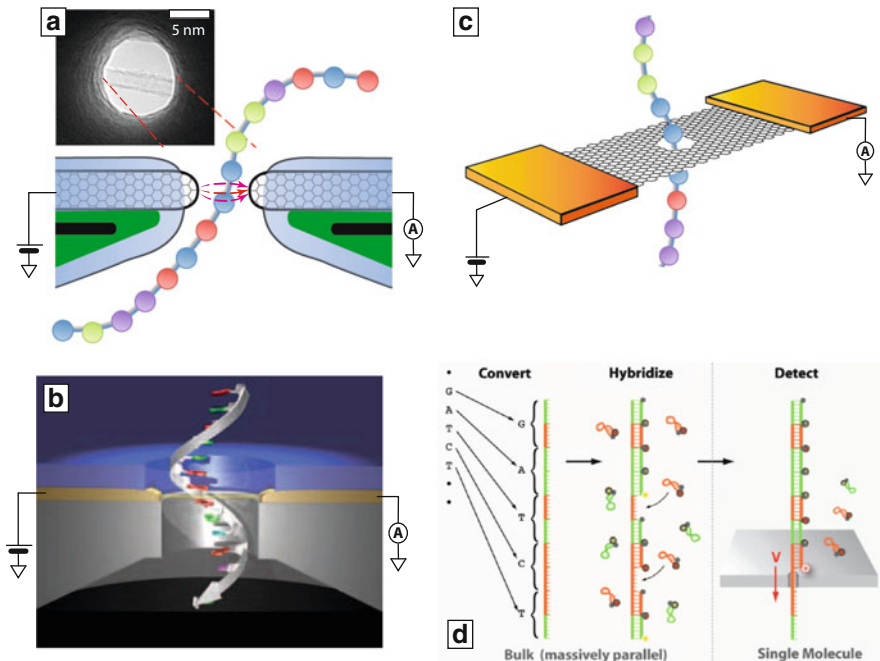 a
5 nm
A
c
A
b
A
Convert
Hybridize
Detect
•
G
A
T
C
T
•
•
G
A
T
C
T
V
d
Bulk (massively parallel)
Single Molecule